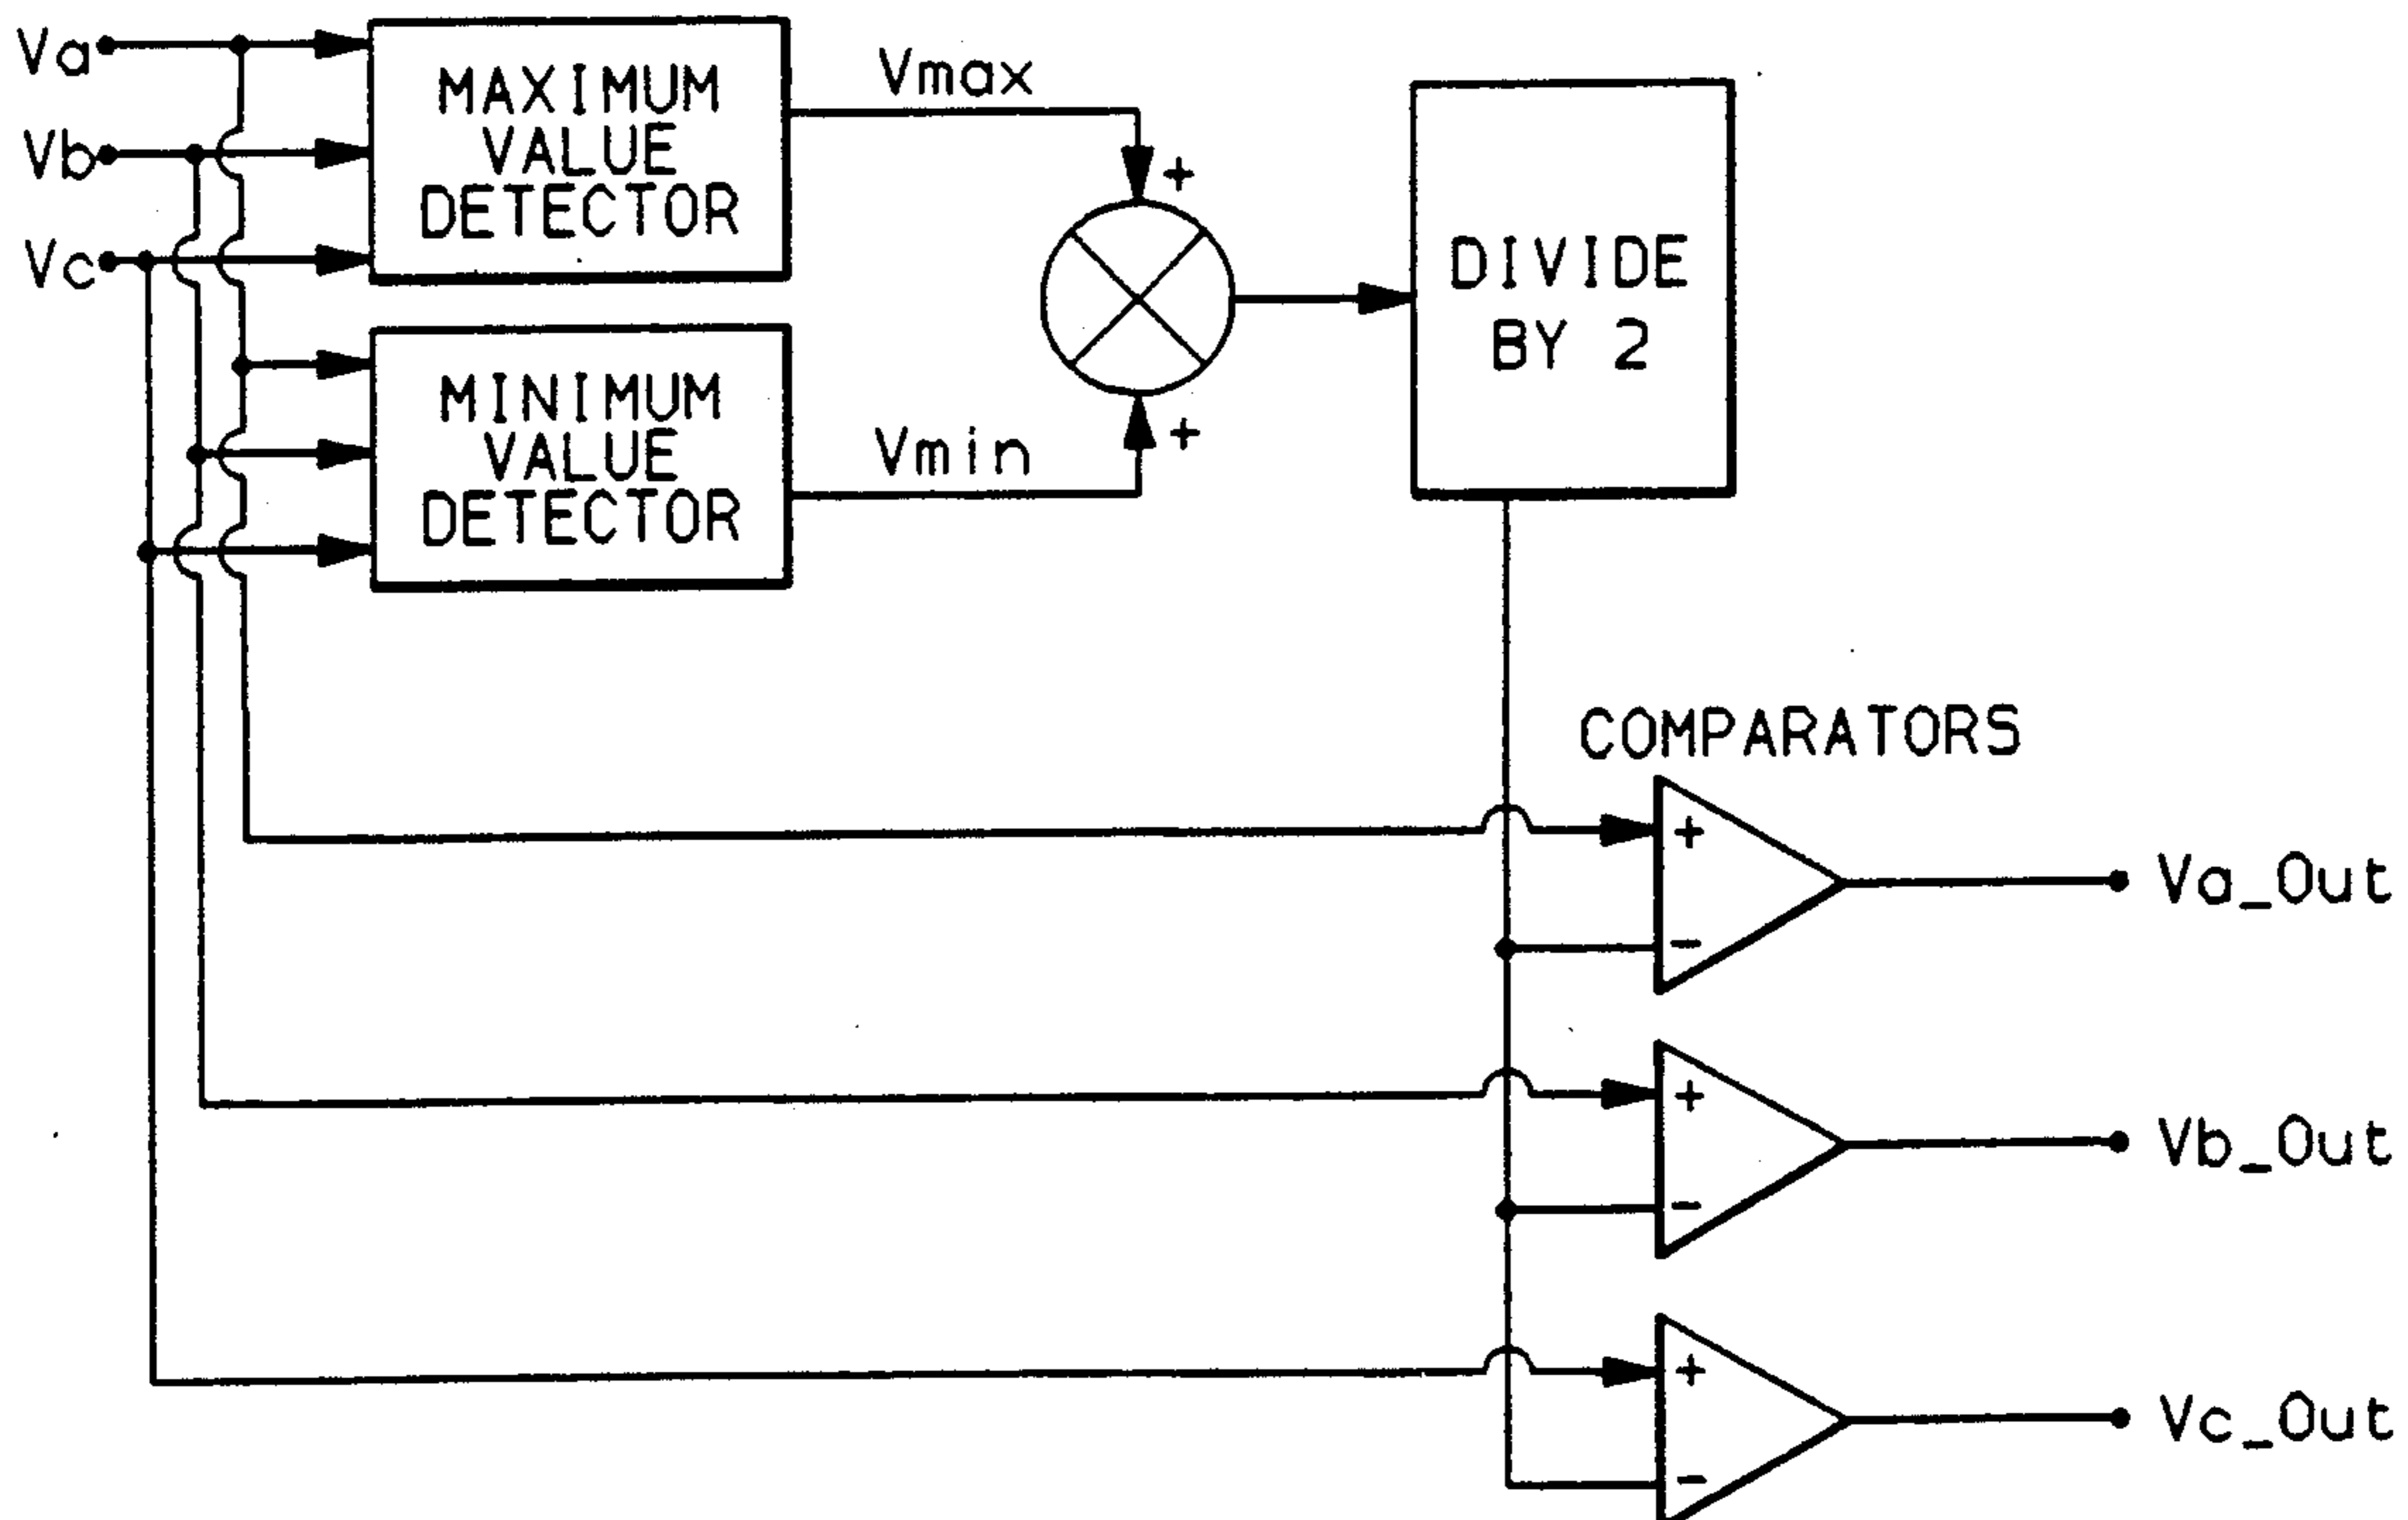 Va
Vb
Vc
MAXIMUM
VALUE
DETECTOR
Vmax
+
MINIMUM
VALUE
DETECTOR
Vmin
+
DIVIDE
BY 2
COMPARATORS
+
-
Va_Out
+
-
Vb_Out
+
-
Vc_Out